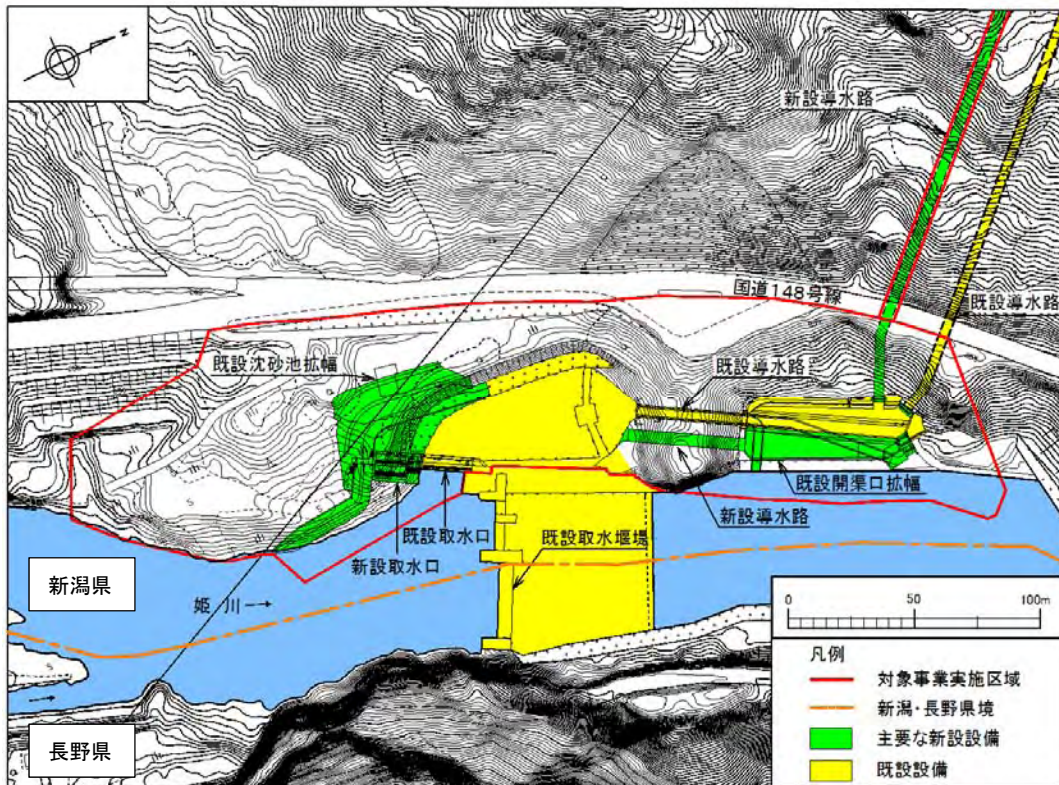 N
新設導水路
国道148号線
既設導水路
既設沈砂池拡幅
既設導水路
既設開渠口拡幅
新設導水路
既設取水口
既設取水堰堤
新設取水口
新潟県
姫川→
長野県
0 50 100m
凡例
対象事業実施区域
新潟・長野県境
主要な新設設備
既設設備